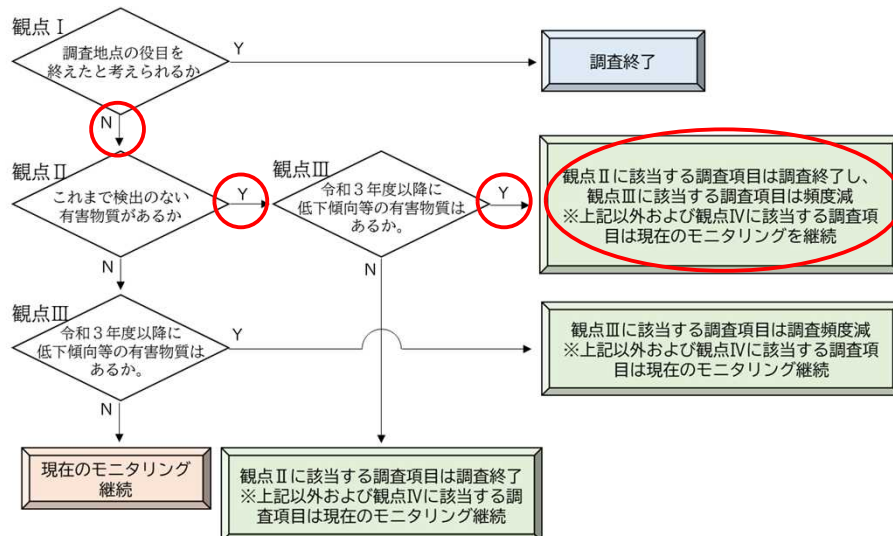 観点Ⅰ
調査地点の役目を
終えたと考えられるか
Y
調査終了
N
観点Ⅱ
これまで検出のない
有害物質があるか
Y
観点Ⅲ
令和３年度以降に
低下傾向等の有害物質は
あるか。
Y
観点Ⅱに該当する調査項目は調査終了し、
観点Ⅲに該当する調査項目は頻度減
※上記以外および観点Ⅳに該当する調査項
目は現在のモニタリングを継続
N
N
観点Ⅲ
令和３年度以降に
低下傾向等の有害物質は
あるか。
Y
観点Ⅲに該当する調査項目は調査頻度減
※上記以外および観点Ⅳに該当する調査項
目は現在のモニタリング継続
N
現在のモニタリング
継続
観点Ⅱに該当する調査項目は調査終了
※上記以外および観点Ⅳに該当する調
査項目は現在のモニタリング継続